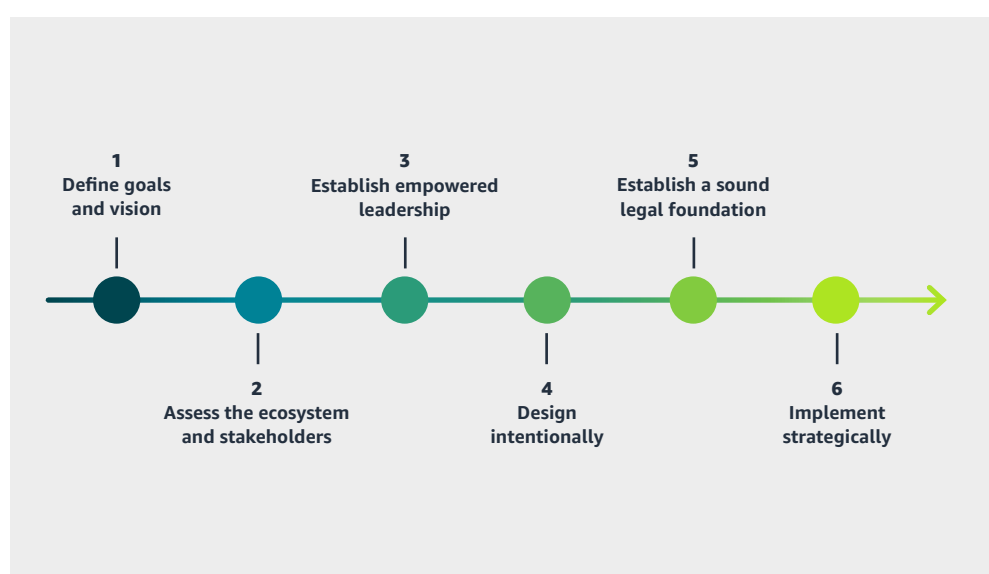 1
Define goals
and vision
2
Assess the ecosystem
and stakeholders
3
Establish empowered
leadership
4
Design
intentionally
5
Establish a sound
legal foundation
6
Implement
strategically